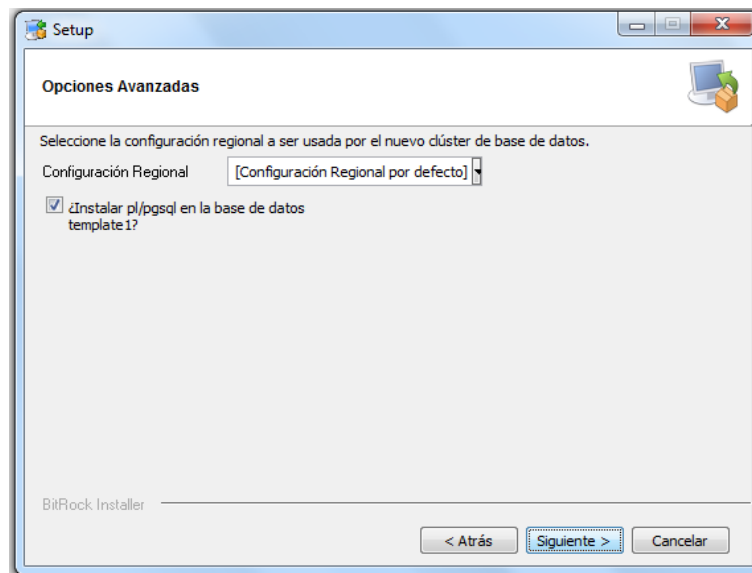 Setup
Opciones Avanzadas
Seleccione la configuración regional a ser usada por el nuevo clúster de base de datos.
Configuración Regional [Configuración Regional por defecto]
¿Instalar pl/pgsql en la base de datos
template1?
BitRock Installer
< Atrás Siguiente > Cancelar